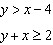 y > x − 4
y + x ≥ 2